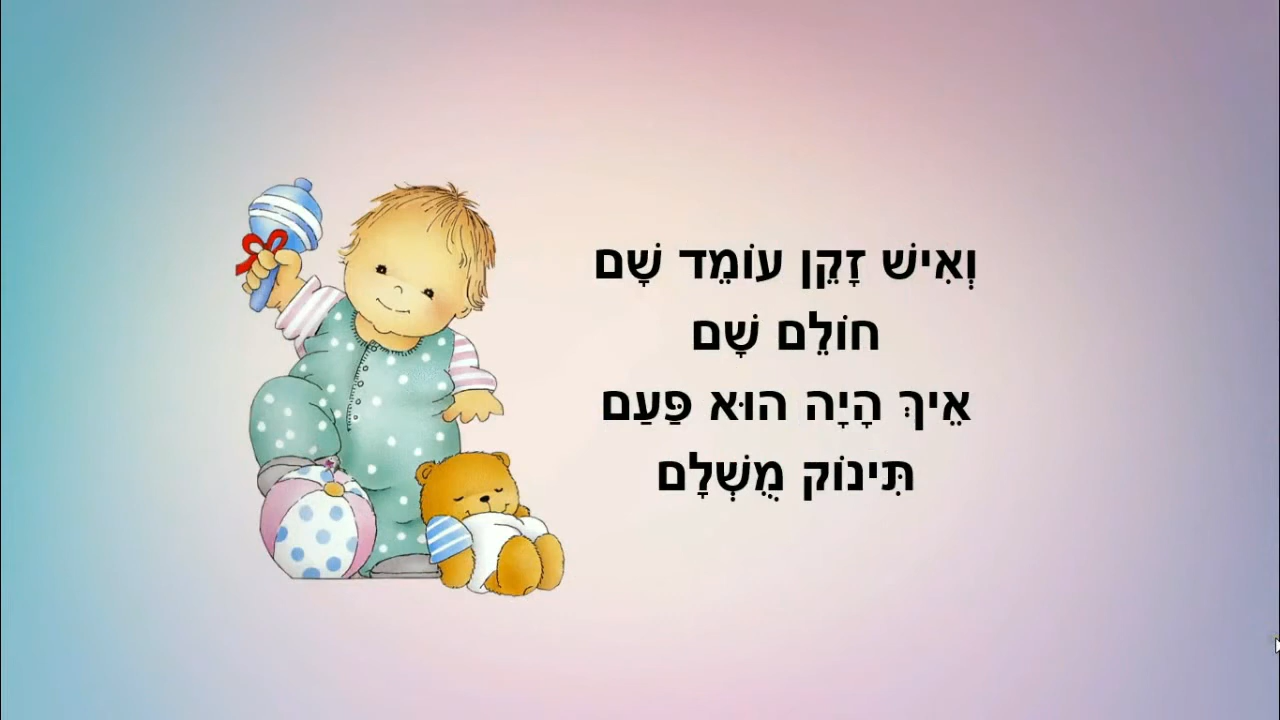 וְאִישׁ זָקֵן עוֹמֵד שָׁם
חוֹלֵם שָׁם
אֵיךְ הָיָה הוּא פַּעַם
תִּינוֹק מֻשְׁלָם